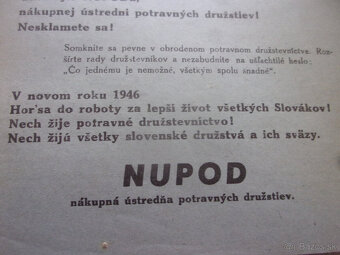 nákupnej ústredni potravných družstiev!
Nesklamete sa!
Somknite sa pevne v obrodenom potravnom družstevníctve. Roz-
šírte rady družstevníkov a nezabudnite na ušľachtilé heslo:
„Čo jednému je nemožné, všetkým spolu snadné“.
V novom roku 1946
Hor'sa do roboty za lepší život všetkých Slovákov!
Nech žije potravné družstevníctvo!
Nech žijú všetky slovenské družstvá a ich sväzy.
NUPOD
nákupná ústredňa potravných družstiev.